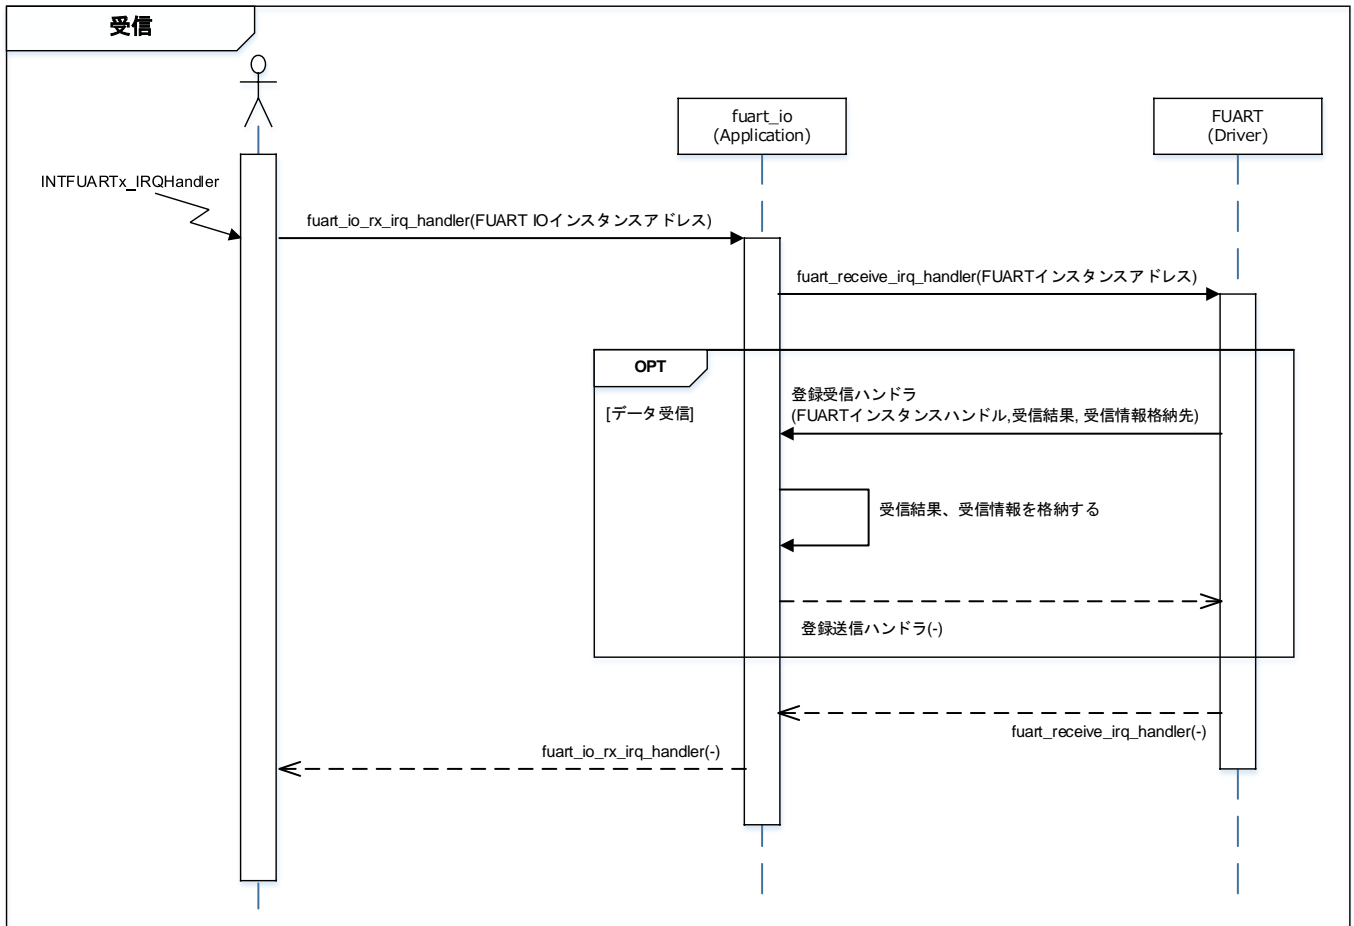 受信
fuart_io
(Application)
FUART
(Driver)
INTFUARTx_IRQHandler
fuart_io_rx_irq_handler(FUART IOインスタンスアドレス)
fuart_receive_irq_handler(FUARTインスタンスアドレス)
OPT
[データ受信]
登録受信ハンドラ
(FUARTインスタンスハンドル,受信結果, 受信情報格納先)
受信結果、受信情報を格納する
登録送信ハンドラ(-)
fuart_receive_irq_handler(-)
fuart_io_rx_irq_handler(-)